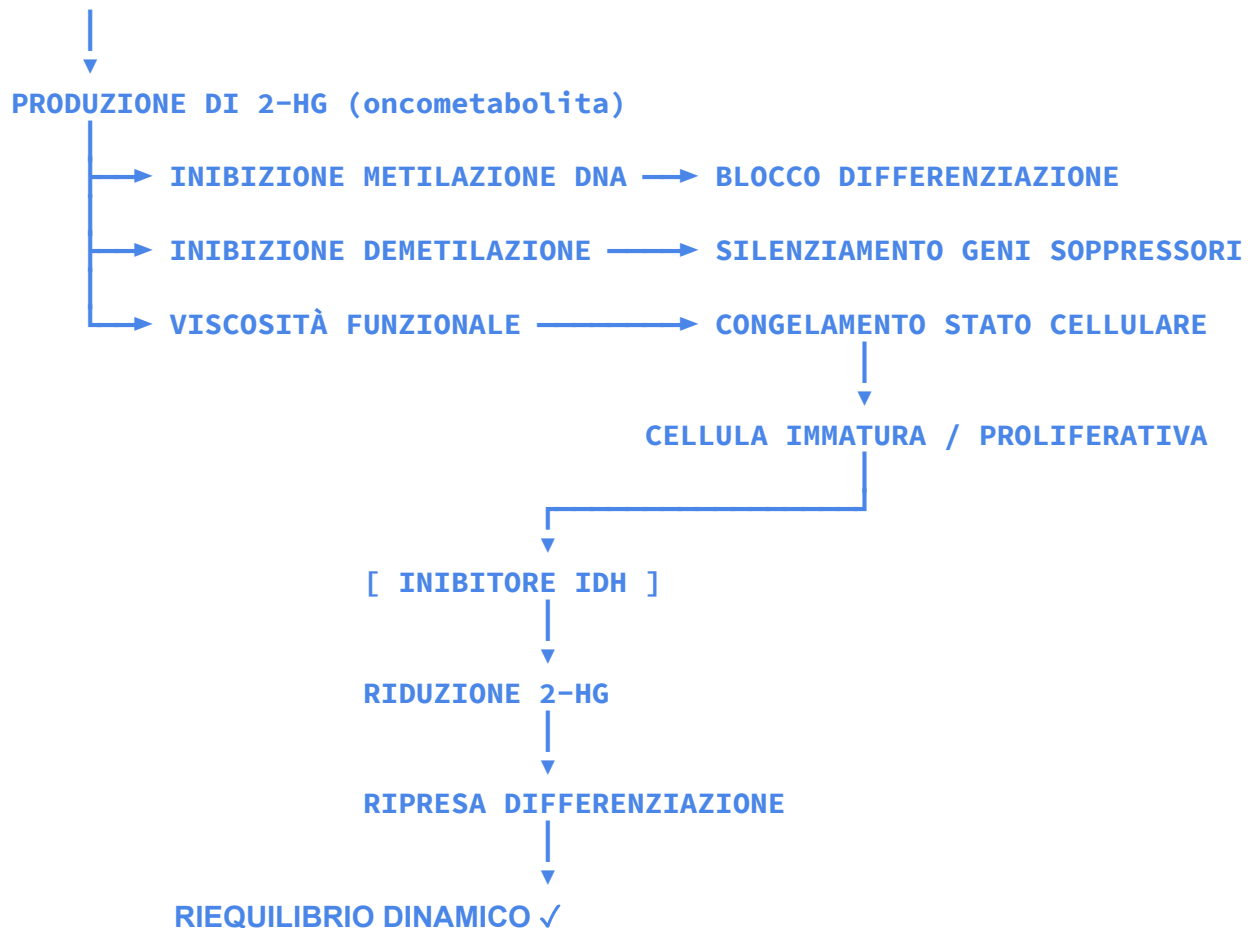 PRODUZIONE DI 2-HG (oncometabolita)
INIBIZIONE METILAZIONE DNA BLOCCO DIFFERENZIAZIONE
INIBIZIONE DEMETILAZIONE SILENZIAMENTO GENI SOPPRESSORI
VISCOSITÀ FUNZIONALE CONGELAMENTO STATO CELLULARE
CELLULA IMMATURA / PROLIFERATIVA
[ INIBITORE IDH ]
RIDUZIONE 2-HG
RIPRESA DIFFERENZIAZIONE
RIEQUILIBRIO DINAMICO ✓